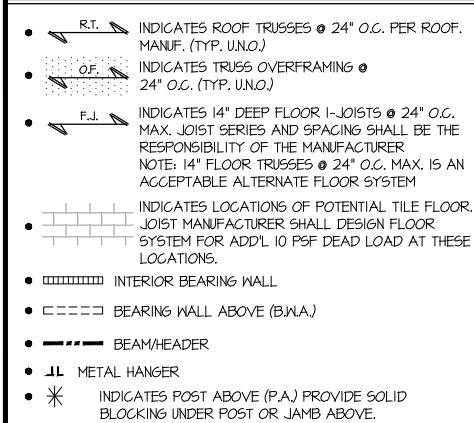 R.T. INDICATES ROOF TRUSSES @ 24" O.C. PER ROOF.
MANUF. (TYP. U.N.O.)
O.F. INDICATES TRUSS OVERFRAMING @
24" O.C. (TYP. U.N.O.)
F.J. INDICATES 14" DEEP FLOOR I-JOISTS @ 24" O.C.
MAX. JOIST SERIES AND SPACING SHALL BE THE
RESPONSIBILITY OF THE MANUFACTURER
NOTE: 14" FLOOR TRUSSES @ 24" O.C. MAX. IS AN
ACCEPTABLE ALTERNATE FLOOR SYSTEM
INDICATES LOCATIONS OF POTENTIAL TILE FLOOR.
JOIST MANUFACTURER SHALL DESIGN FLOOR
SYSTEM FOR ADD'L 10 PSF DEAD LOAD AT THESE
LOCATIONS.
INTERIOR BEARING WALL
BEARING WALL ABOVE (B.W.A.)
BEAM/HEADER
METAL HANGER
INDICATES POST ABOVE (P.A.) PROVIDE SOLID
BLOCKING UNDER POST OR JAMB ABOVE.